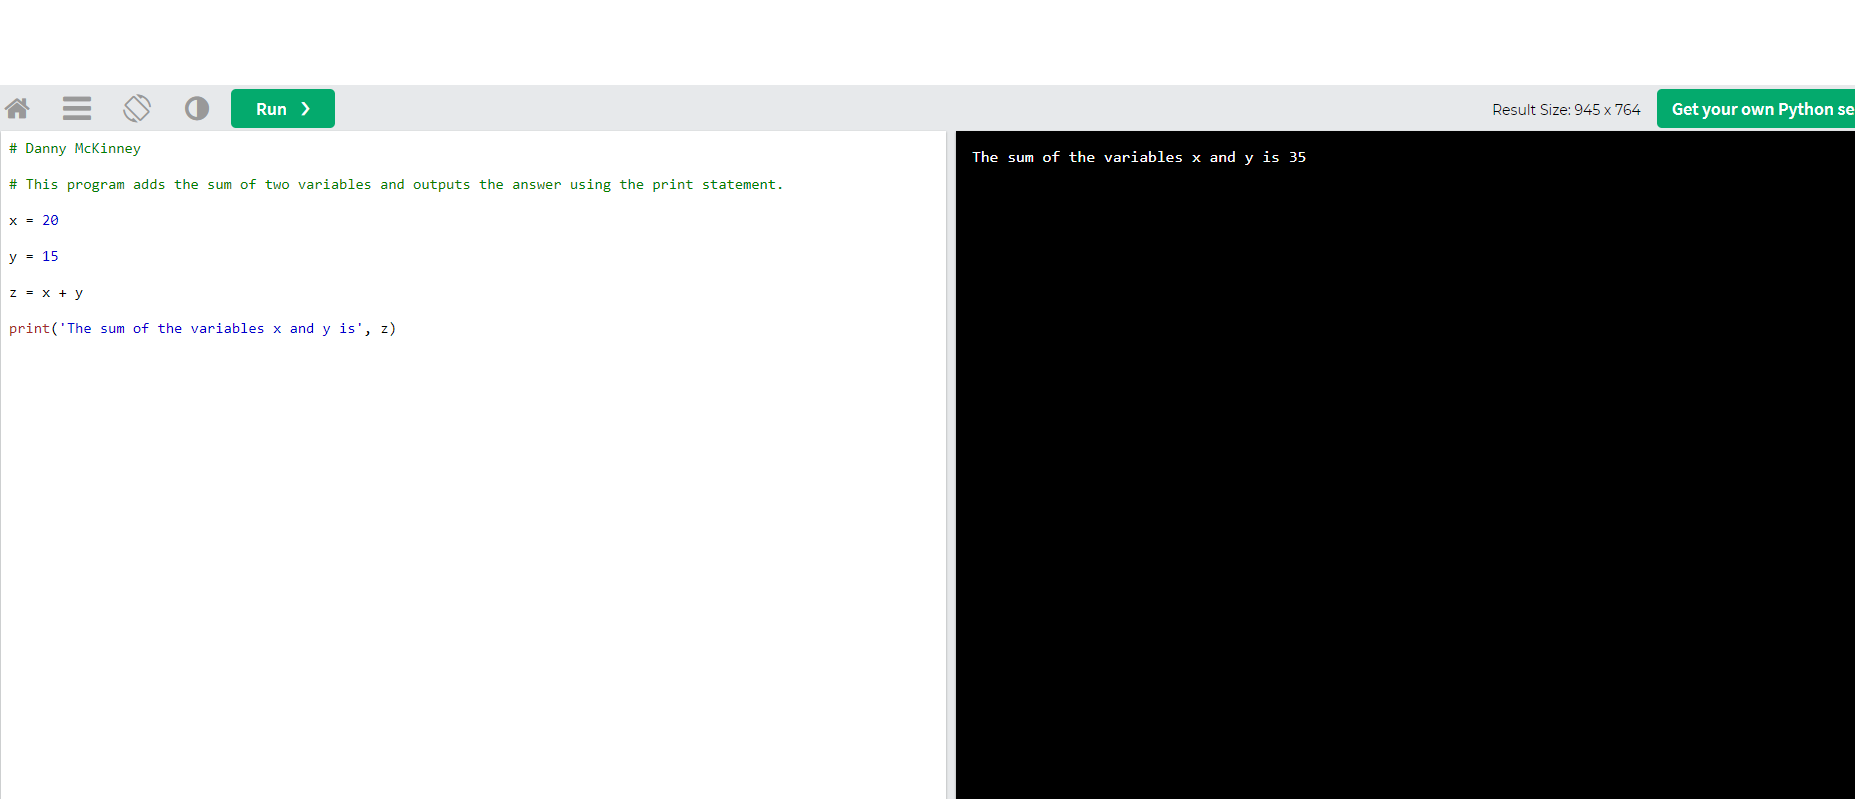 Run ❯
Result Size: 945 x 764
Get your own Python se
# Danny McKinney
# This program adds the sum of two variables and outputs the answer using the print statement.
x = 20
y = 15
z = x + y
print('The sum of the variables x and y is', z)
The sum of the variables x and y is 35